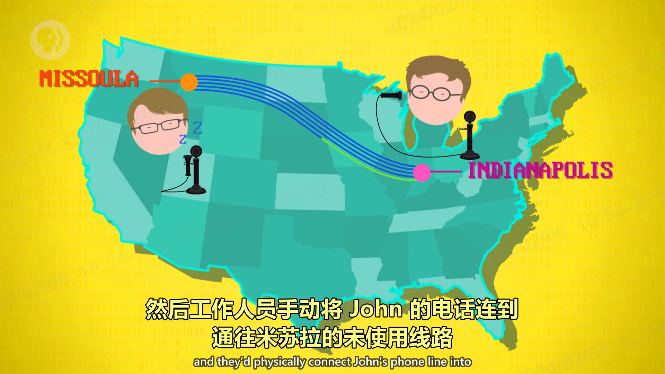 MISSOULA
Z
Z
INDIANAPOLIS
然后工作人员手动将 John 的电话连到
通往米苏拉的未使用线路
and they'd physically connect John's phone line into